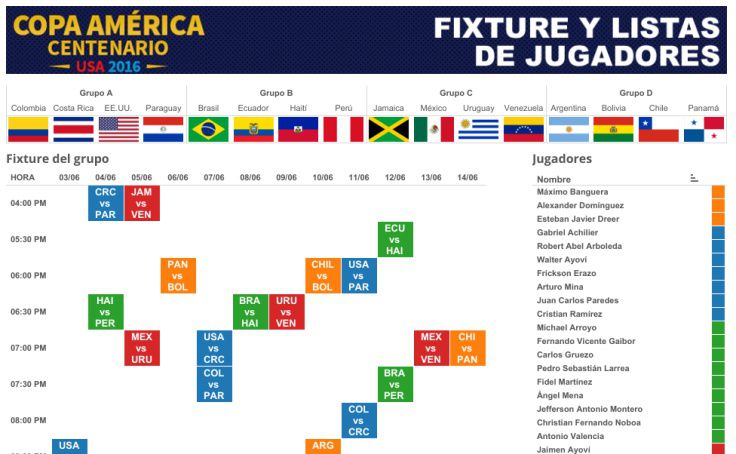 COPA AMÉRICA
CENTENARIO
USA 2016
FIXTURE Y LISTAS
DE JUGADORES
Grupo A Grupo B Grupo C Grupo D
Colombia Costa Rica EE.UU. Paraguay Brasil Ecuador Haití Perú Jamaica México Uruguay Venezuela Argentina Bolivia Chile Panamá
Fixture del grupo
HORA 03/06 04/06 05/06 06/06 07/06 08/06 09/06 10/06 11/06 12/06 13/06 14/06
04:00 PM
CRC vs PAR
JAM vs VEN
05:30 PM
ECU vs HAI
06:00 PM
PAN vs BOL
CHIL vs BOL
USA vs PAR
06:30 PM
HAI vs PER
BRA vs HAI
URU vs VEN
07:00 PM
MEX vs URU
USA vs CRC
MEX vs VEN
CHI vs PAN
07:30 PM
COL vs PAR
BRA vs PER
08:00 PM
COL vs CRC
USA
ARG
Jugadores
Nombre
Máximo Banguera
Alexander Domínguez
Esteban Javier Dreer
Gabriel Achilier
Robert Abel Arboleda
Walter Ayoví
Frickson Erazo
Arturo Mina
Juan Carlos Paredes
Cristian Ramírez
Michael Arroyo
Fernando Vicente Gaibor
Carlos Gruezo
Pedro Sebastián Larrea
Fidel Martínez
Ángel Mena
Jefferson Antonio Montero
Christian Fernando Noboa
Antonio Valencia
Jaimen Ayoví